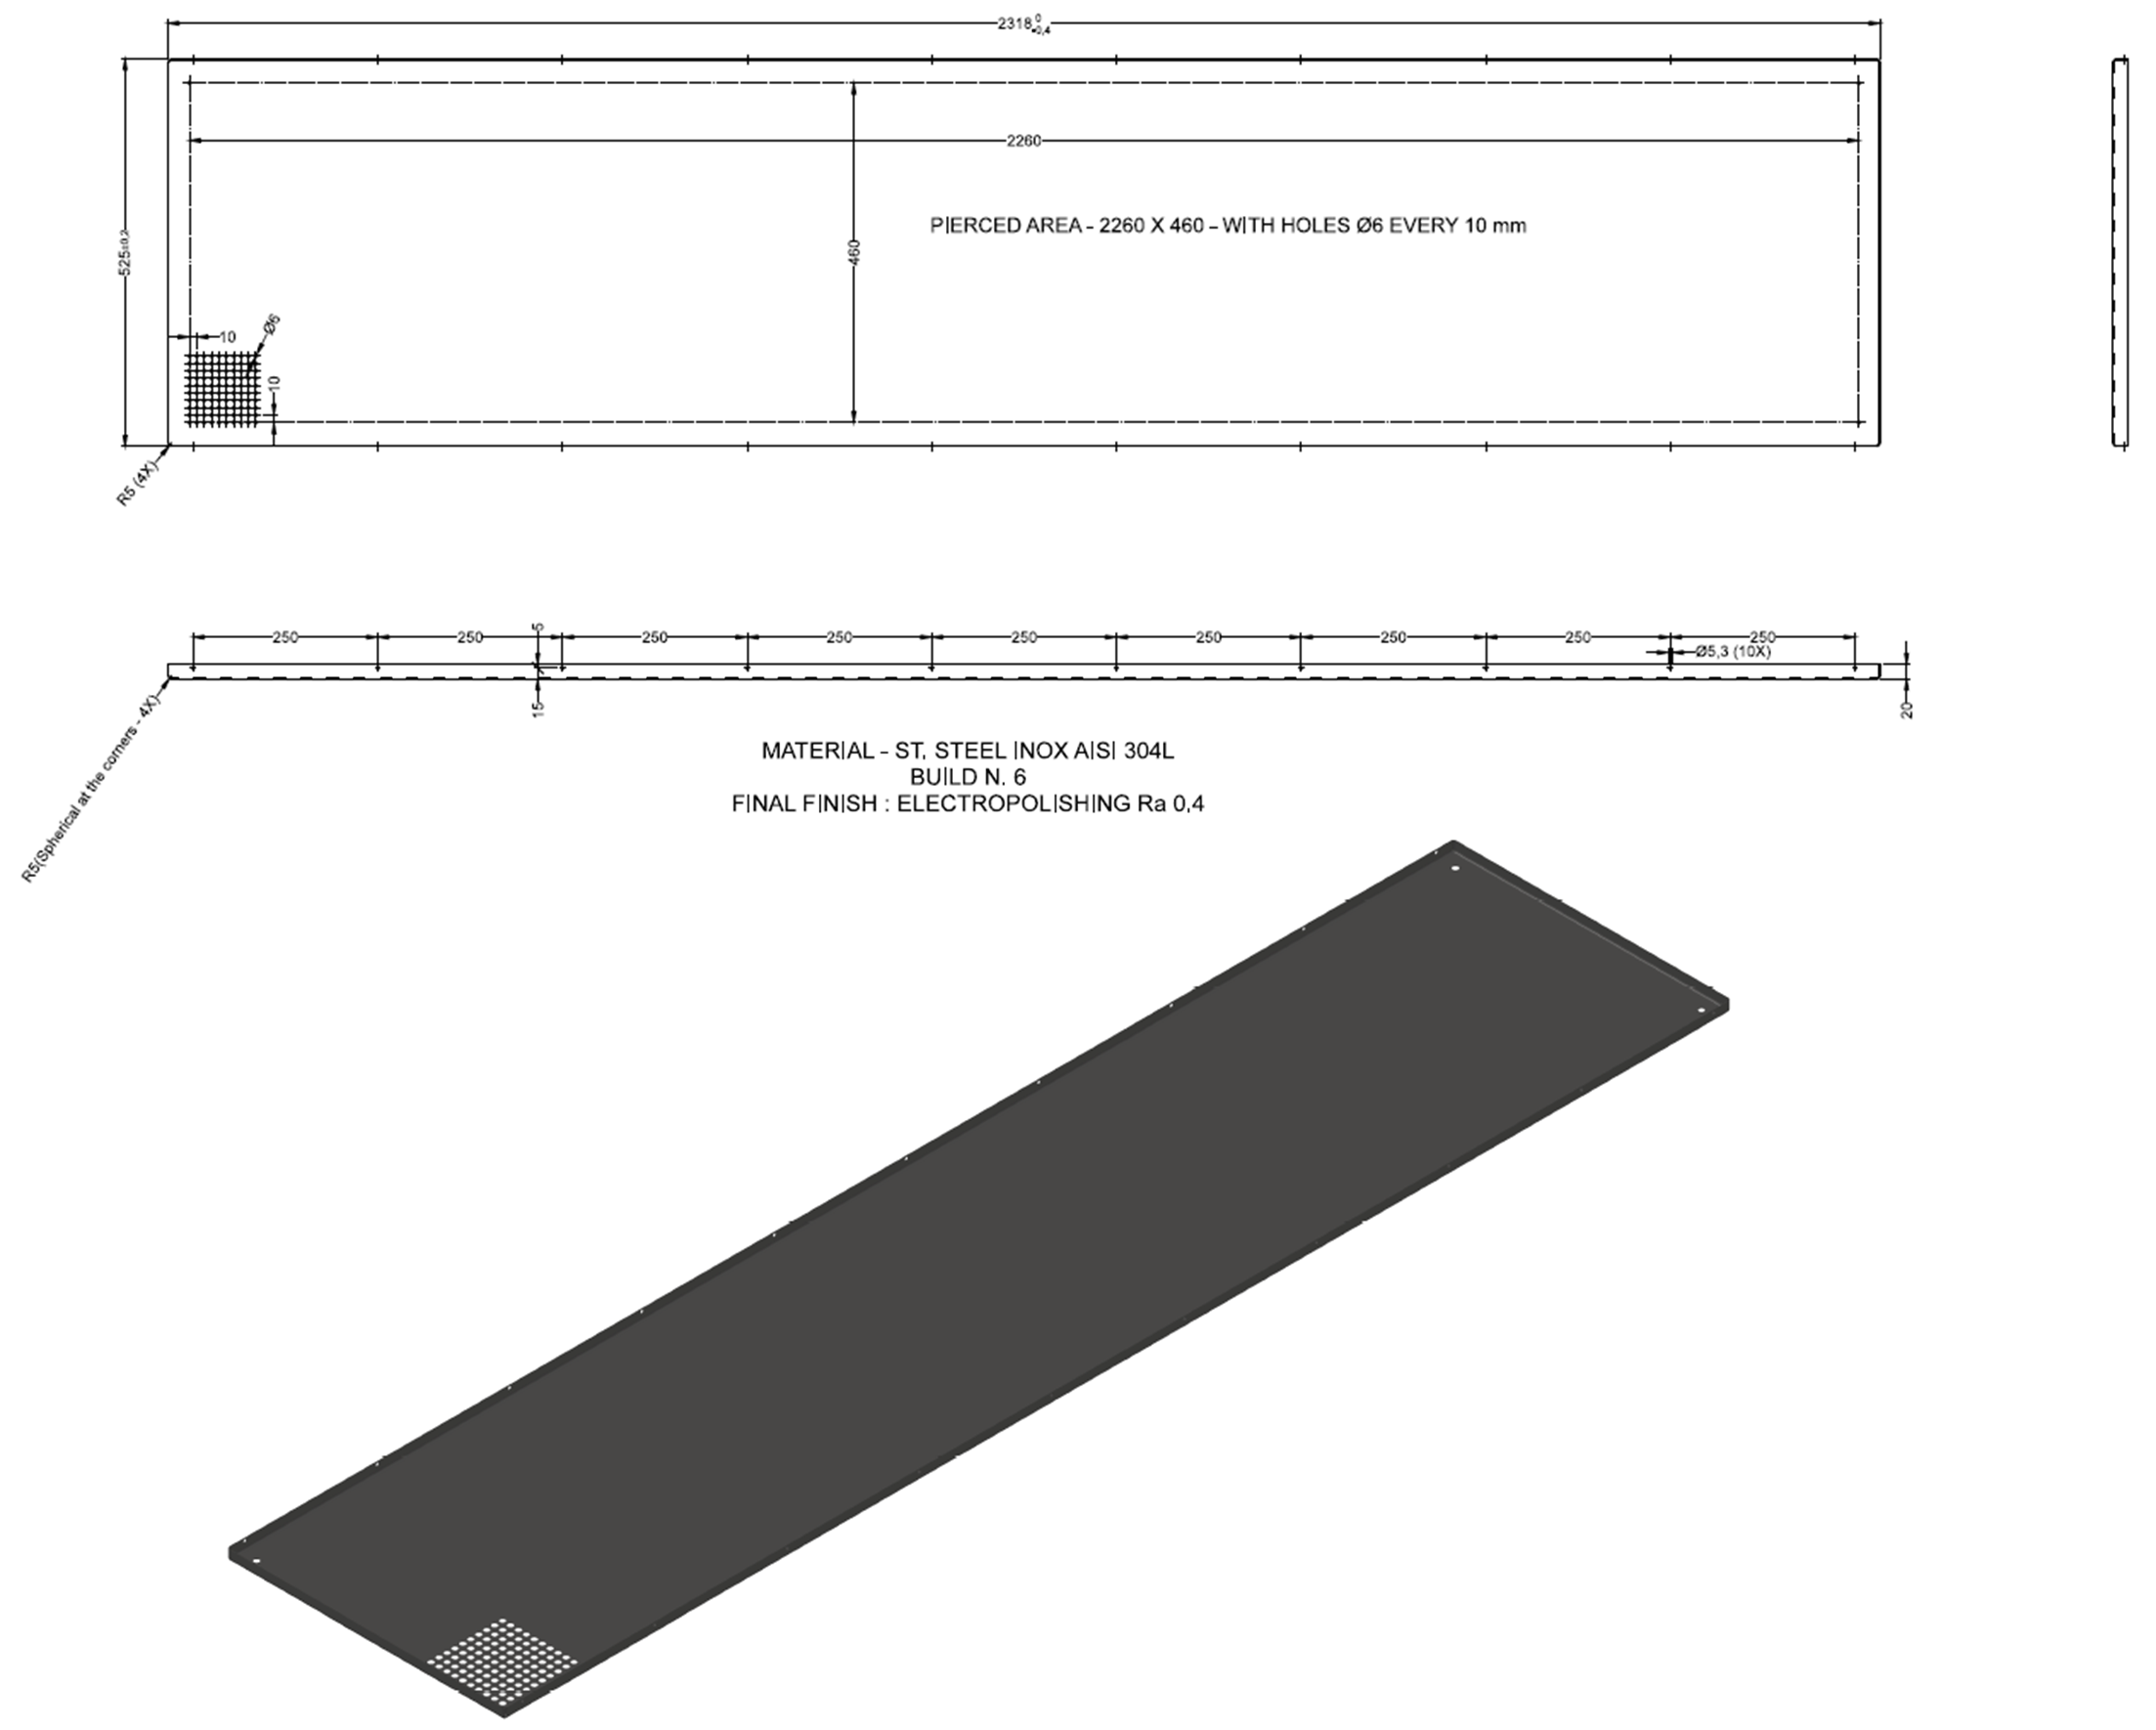 2318 0 -0,4
2260
PIERCED AREA - 2260 X 460 - WITH HOLES Ø6 EVERY 10 mm
525±0,2
460
10
Ø6
10
R5 (4X)
250
250
250
250
250
250
250
250
250
5
Ø5,3 (10X)
15
20
R5(Spherical at the corners - 4X)
MATERIAL - ST. STEEL INOX AISI 304L
BUILD N. 6
FINAL FINISH : ELECTROPOLISHING Ra 0,4